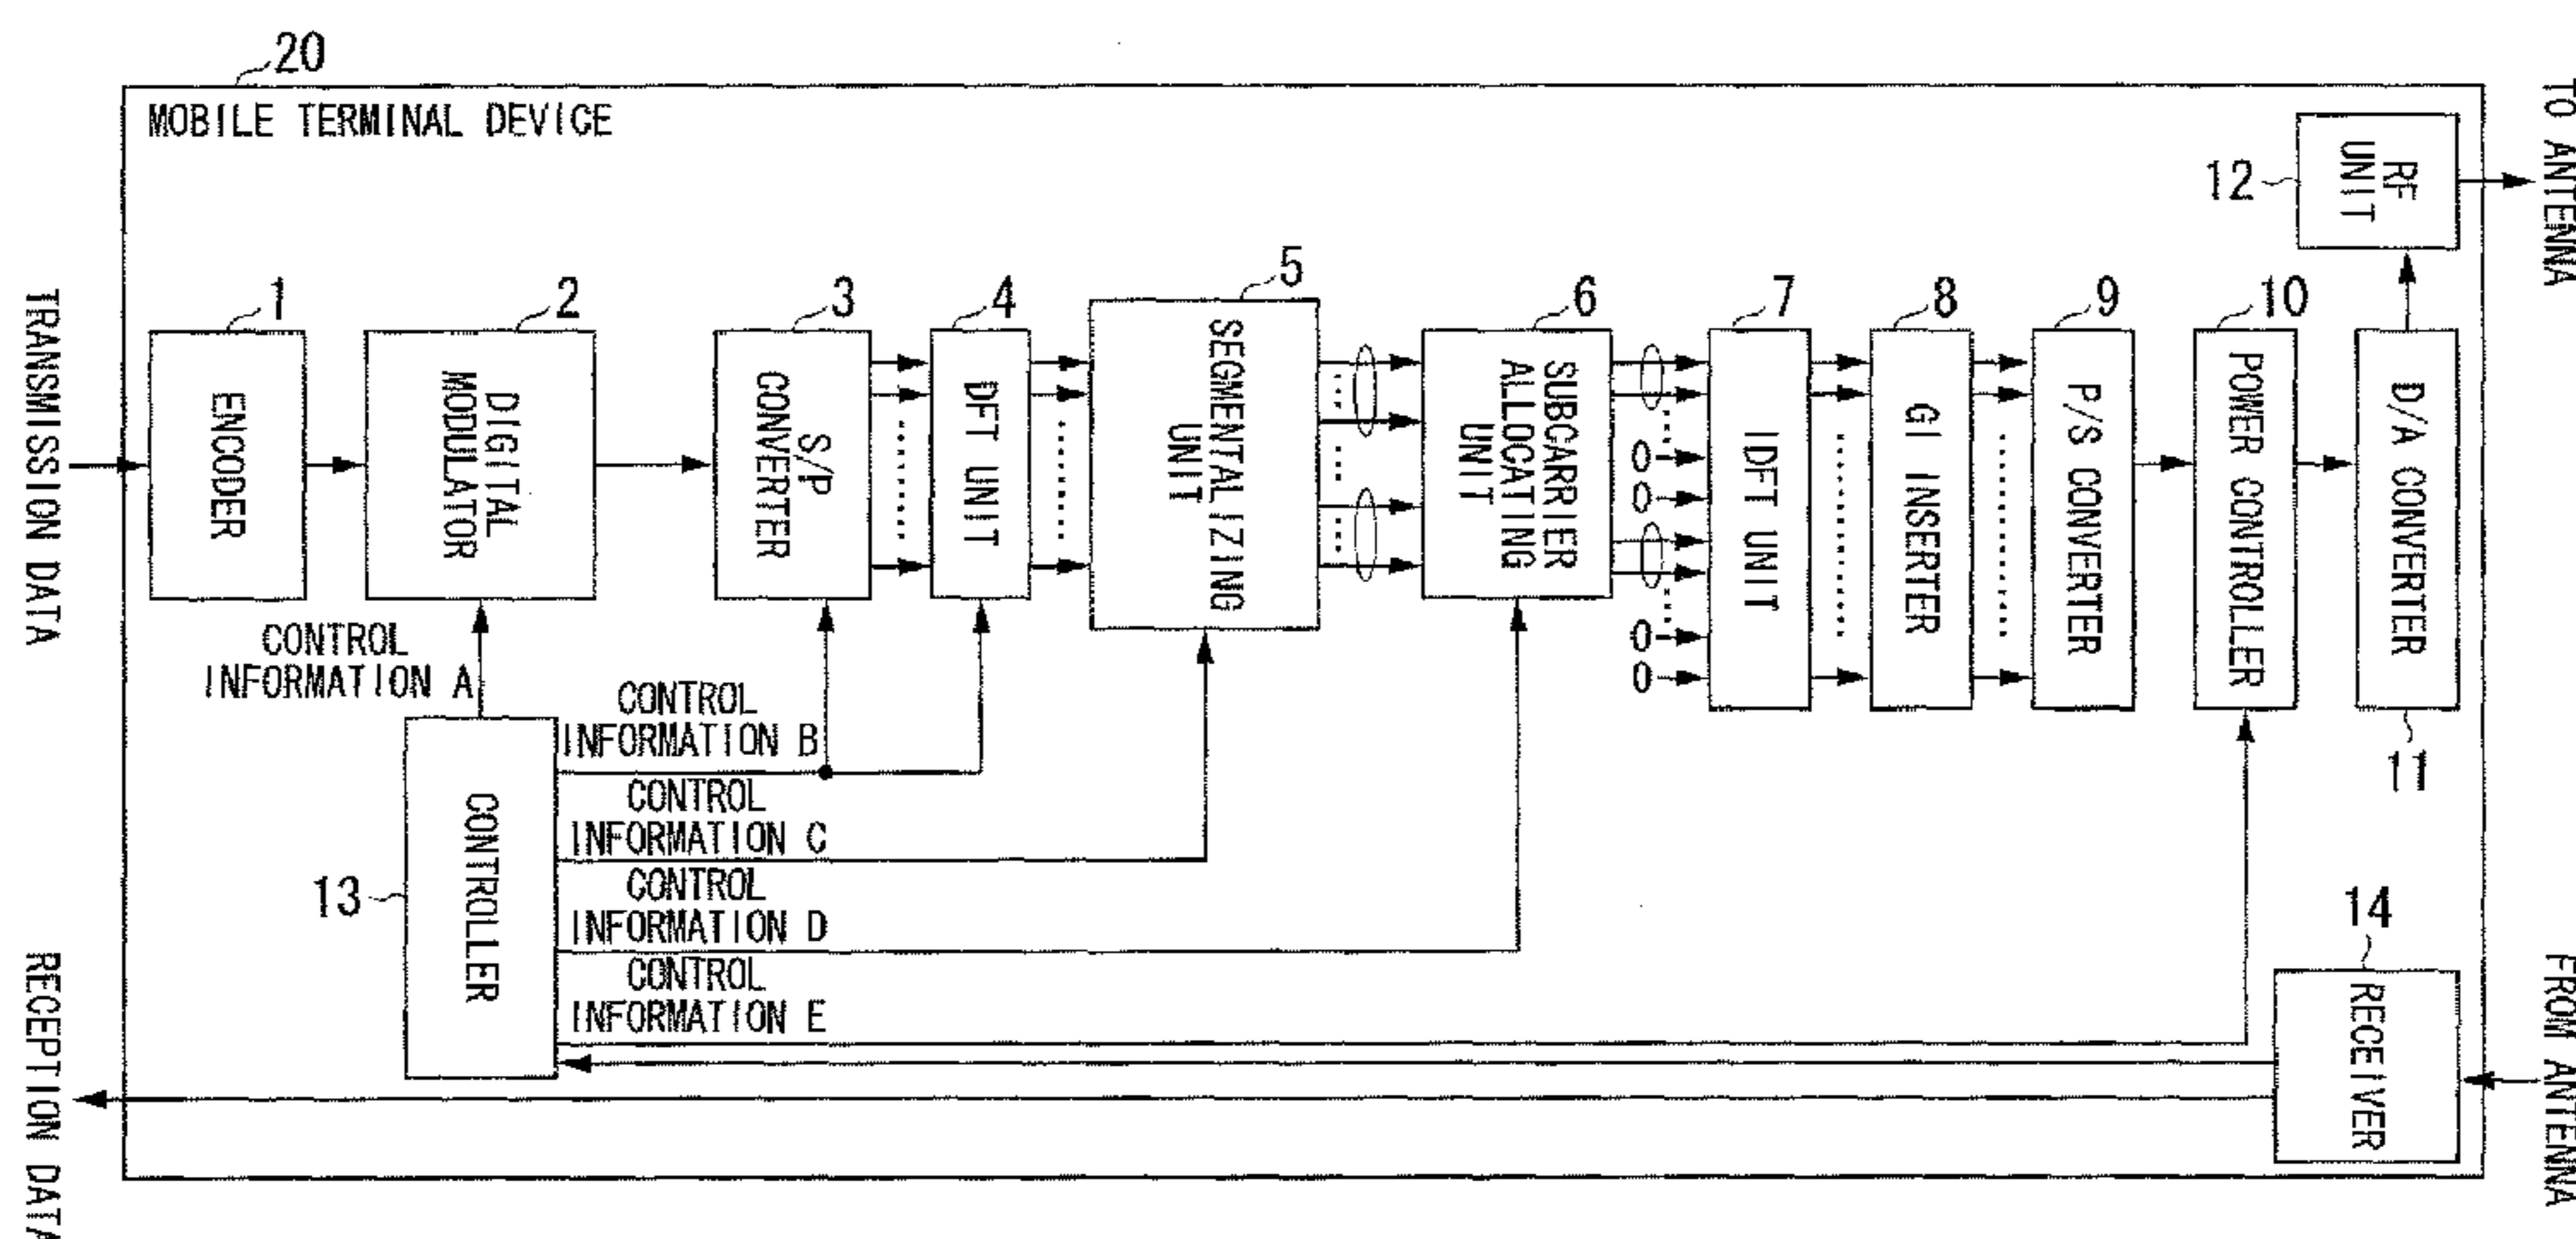 20
MOBILE TERMINAL DEVICE
TO ANTENNA
12
RF
UNIT
TRANSMISSION DATA
1
ENCODER
2
DIGITAL
MODULATOR
3
S/P
CONVERTER
4
DFT UNIT
5
SEGMENTALIZING
UNIT
6
SUBCARRIER
ALLOCATING
UNIT
0
0
0
0
7
IDFT UNIT
8
GI INSERTER
9
P/S CONVERTER
10
POWER CONTROLLER
D/A CONVERTER
11
CONTROL
INFORMATION A
CONTROL
INFORMATION B
CONTROL
INFORMATION C
CONTROL
INFORMATION D
CONTROL
INFORMATION E
13
CONTROLLER
14
RECEIVER
FROM ANTENNA
RECEPTION DATA